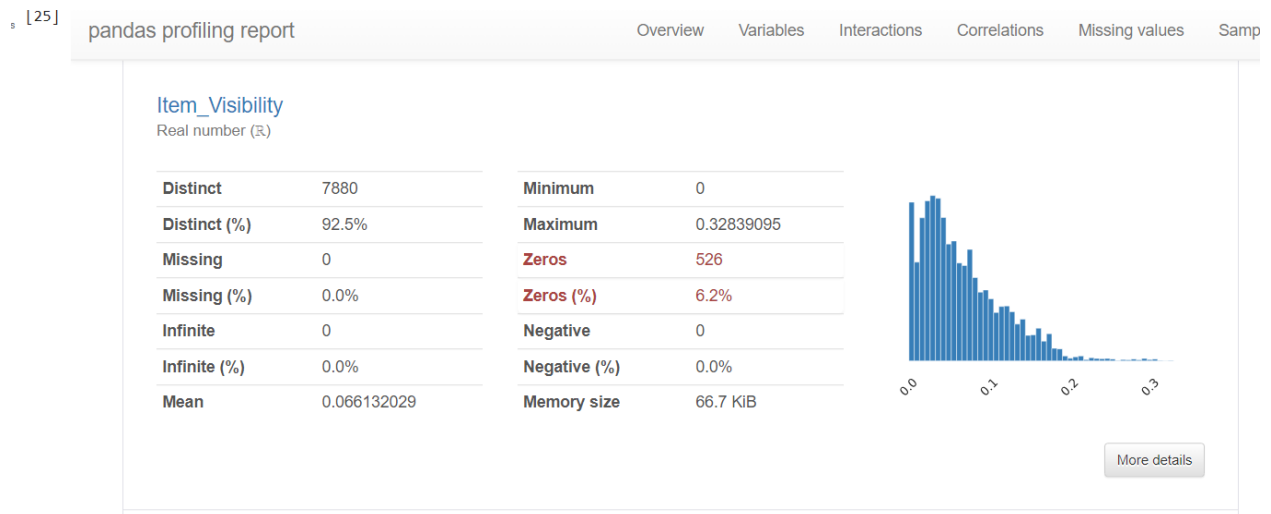 s [25]
pandas profiling report Overview Variables Interactions Correlations Missing values Samp
Item_Visibility
Real number (ℝ)
Distinct 7880 Minimum 0
Distinct (%) 92.5% Maximum 0.32839095
Missing 0 Zeros 526
Missing (%) 0.0% Zeros (%) 6.2%
Infinite 0 Negative 0
Infinite (%) 0.0% Negative (%) 0.0%
Mean 0.066132029 Memory size 66.7 KiB
0.0 0.1 0.2 0.3
More details